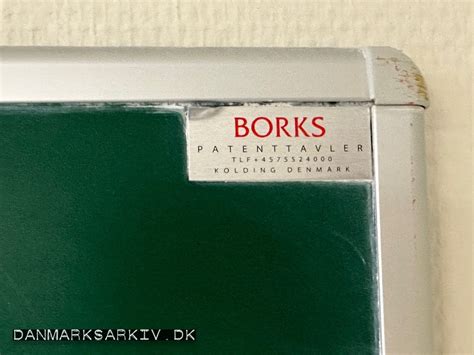 BORKS
PATENTTAVLER
TLF+4575524000
KOLDING DENMARK
DANMARKSARKIV.DK